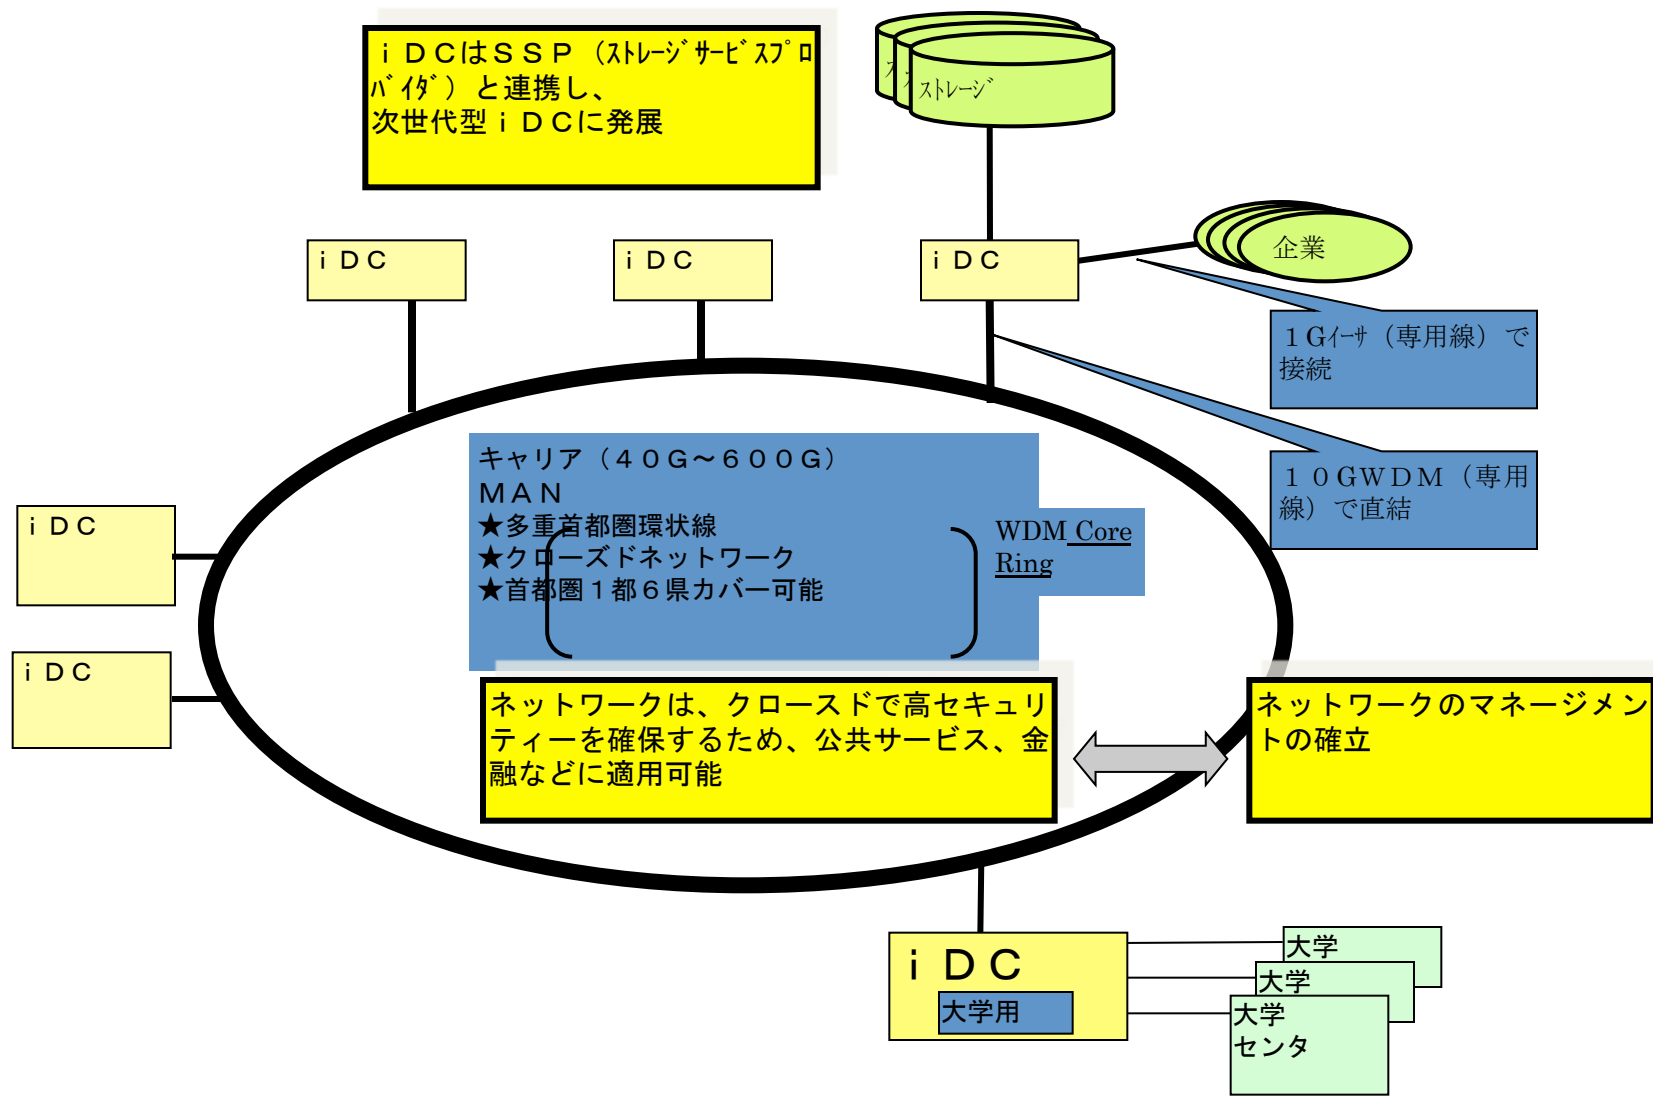 ｉＤＣはＳＳＰ（ｽﾄﾚｰｼﾞｻｰﾋﾞｽﾌﾟﾛ
ﾊﾞｲﾀﾞ）と連携し、
次世代型ｉＤＣに発展
ｽﾄﾚｰｼﾞ
ｉＤＣ
ｉＤＣ
ｉＤＣ
企業
１Gｲｰｻ（専用線）で
接続
キャリア（４０Ｇ～６００Ｇ）
ＭＡＮ
★多重首都圏環状線
★クローズドネットワーク
★首都圏１都６県カバー可能
WDM Core
Ring
１０GＷＤＭ（専用
線）で直結
ｉＤＣ
ｉＤＣ
ネットワークは、クロースドで高セキュリ
ティーを確保するため、公共サービス、金
融などに適用可能
ネットワークのマネージメン
トの確立
ｉＤＣ
大学用
大学
大学
大学
センタ